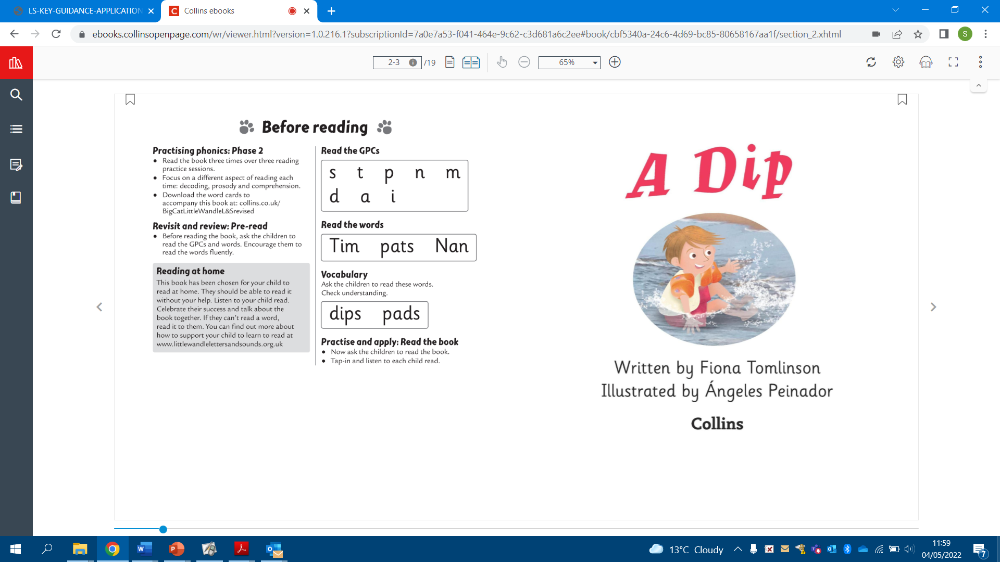 LS-KEY-GUIDANCE-APPLICATION
Collins ebooks
ebooks.collinsopenpage.com/wr/viewer.html?version=1.0.216.1?subscriptionId=7a0e7a53-f041-464e-9c62-c3d681a6c2ee#book/cbf5340a-24c6-4d69-bc85-80658167aa1f/section_2.xhtml
S
2-3 /19 65%
Before reading
Practising phonics: Phase 2
• Read the book three times over three reading
practice sessions.
• Focus on a different aspect of reading each
time: decoding, prosody and comprehension.
• Download the word cards to
accompany this book at: collins.co.uk/
BigCatLittleWandleL&Srevised
Revisit and review: Pre-read
• Before reading the book, ask the children to
read the GPCs and words. Encourage them to
read the words fluently.
Reading at home
This book has been chosen for your child to
read at home. They should be able to read it
without your help. Listen to your child read.
Celebrate their success and talk about the
book together. If they can't read a word,
read it to them. You can find out more about
how to support your child to learn to read at
www.littlewandlelettersandsounds.org.uk
Read the GPCs
s t p n m
d a i
Read the words
Tim pats Nan
Vocabulary
Ask the children to read these words.
Check understanding.
dips pads
Practise and apply: Read the book
• Now ask the children to read the book.
• Tap-in and listen to each child read.
A Dip
Written by Fiona Tomlinson
Illustrated by Ángeles Peinador
Collins
13°C Cloudy
11:59
04/05/2022
7